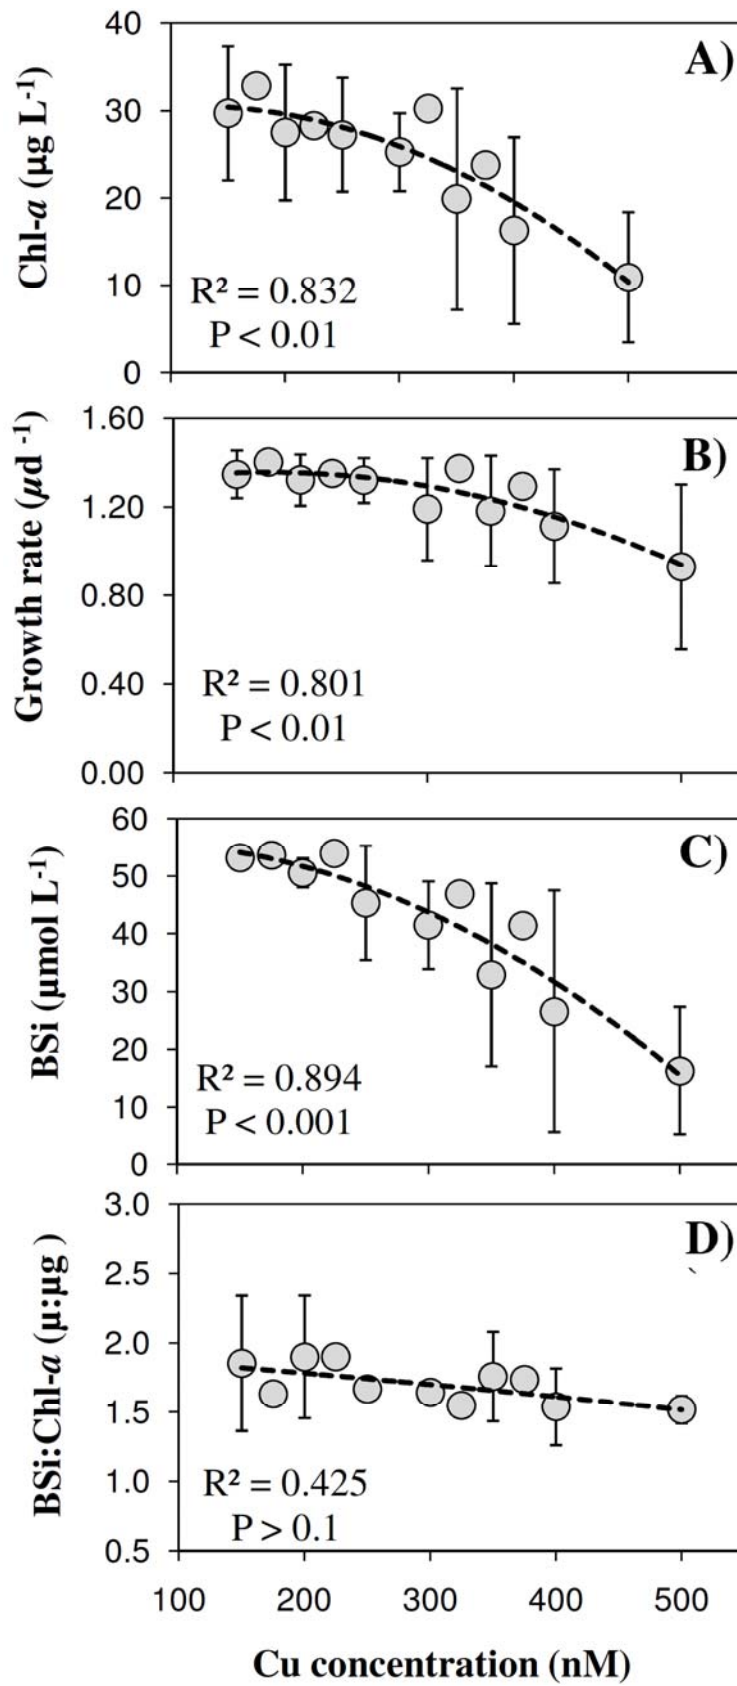 A)
Chl-a (µg L-1)
40
30
20
10
0
R² = 0.832
P < 0.01
B)
Growth rate (µd -1)
1.60
1.20
0.80
0.40
0.00
R² = 0.801
P < 0.01
C)
BSi (µmol L-1)
60
50
40
30
20
10
0
R² = 0.894
P < 0.001
D)
BSi:Chl-a (µ:µg)
3.0
2.5
2.0
1.5
1.0
0.5
R² = 0.425
P > 0.1
100 200 300 400 500
Cu concentration (nM)